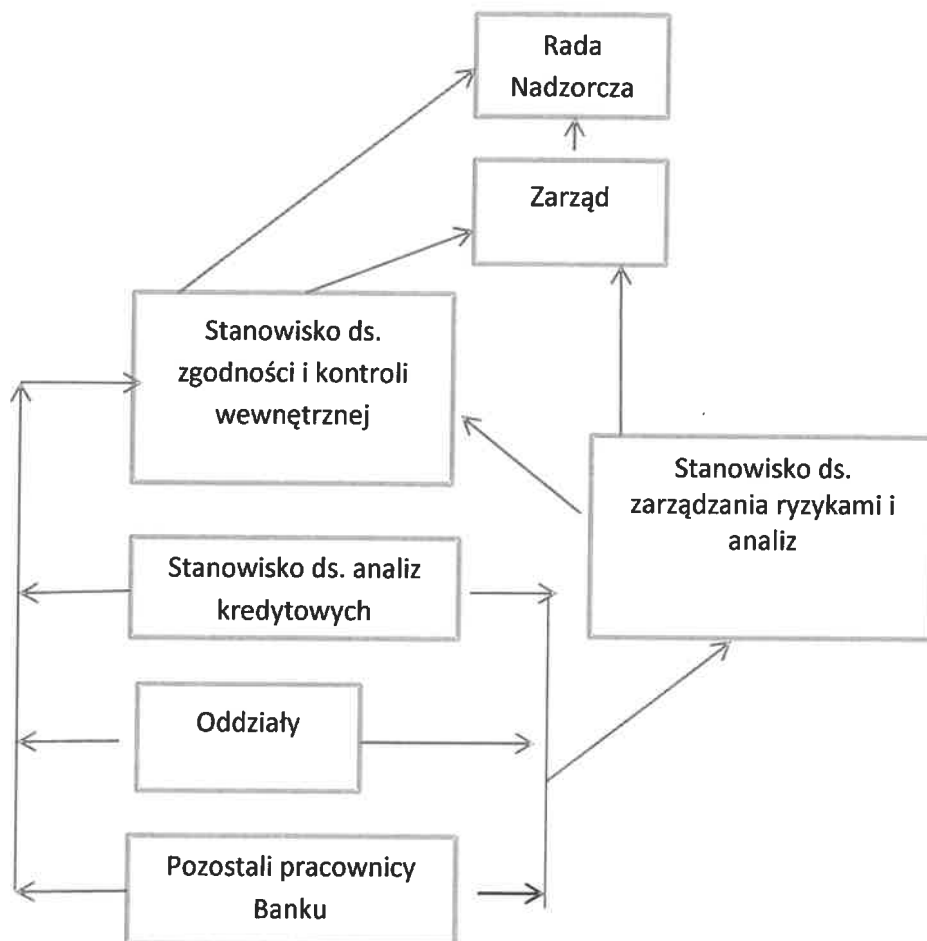 Rada
Nadzorcza
Zarząd
Stanowisko ds.
zgodności i kontroli
wewnętrznej
Stanowisko ds.
zarządzania ryzykami i
analiz
Stanowisko ds. analiz
kredytowych
Oddziały
Pozostali pracownicy
Banku